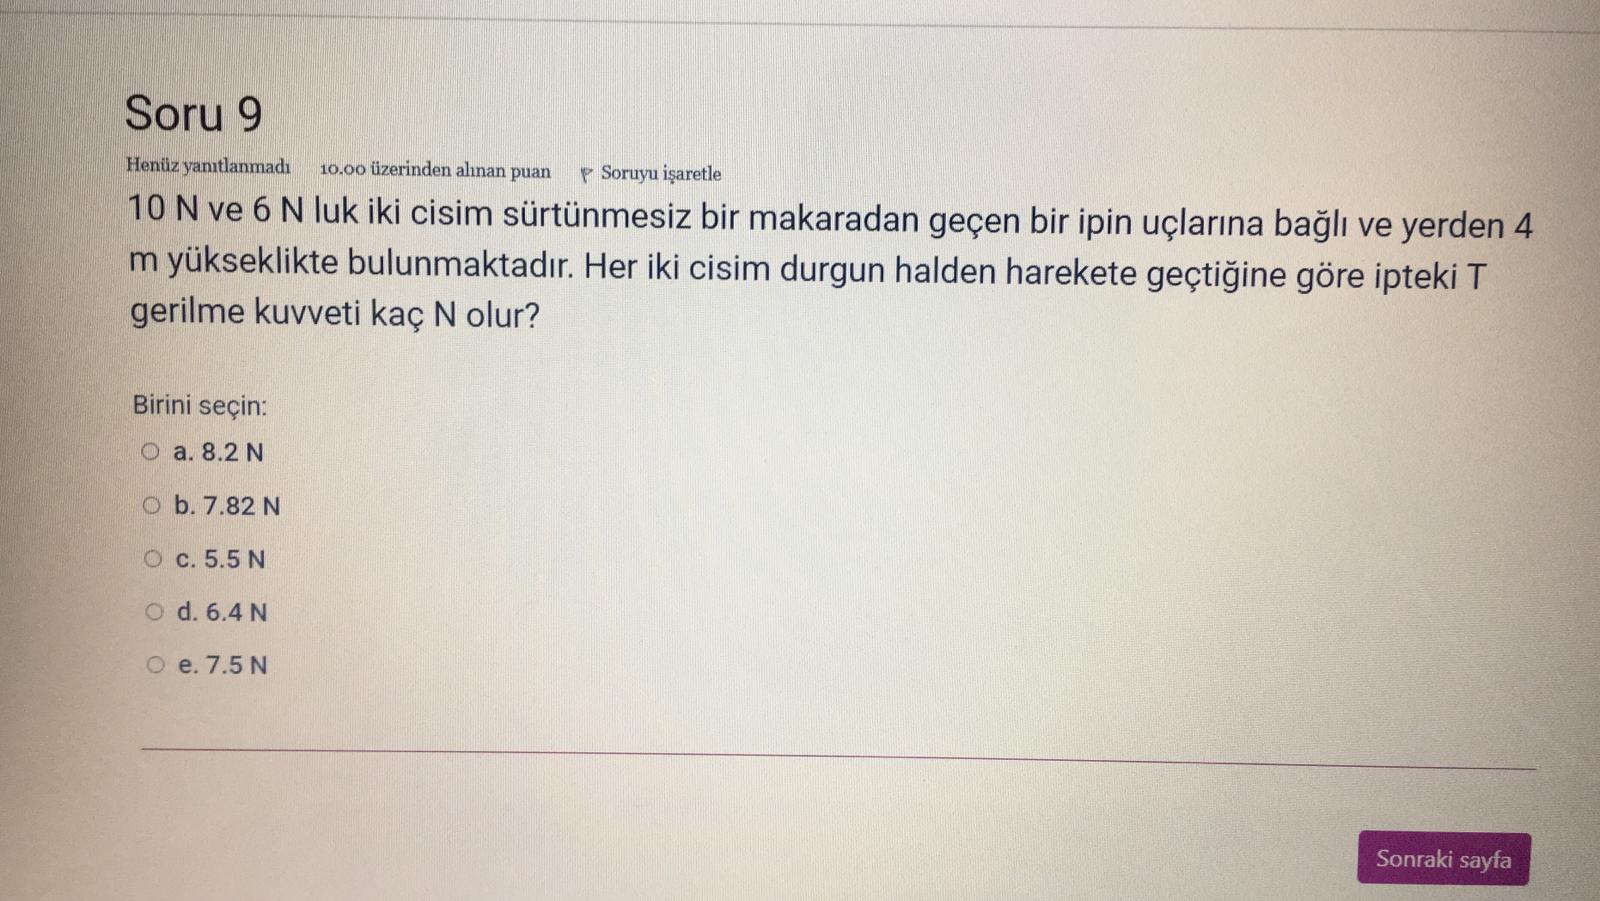 Soru 9
Henüz yanıtlanmadı 10.00 üzerinden alınan puan Soruyu işaretle
10 N ve 6 N luk iki cisim sürtünmesiz bir makaradan geçen bir ipin uçlarına bağlı ve yerden 4
m yükseklikte bulunmaktadır. Her iki cisim durgun halden harekete geçtiğine göre ipteki T
gerilme kuvveti kaç N olur?
Birini seçin:
a. 8.2 N
b. 7.82 N
c. 5.5 N
d. 6.4 N
e. 7.5 N
Sonraki sayfa